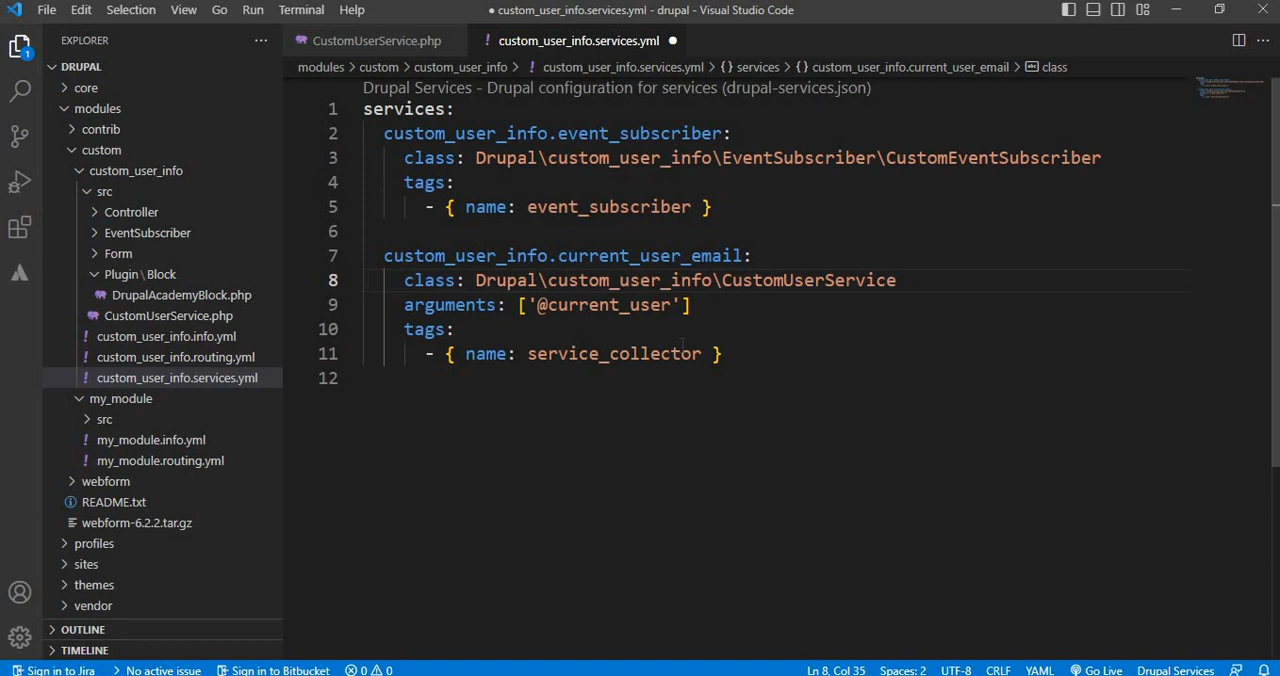 File Edit Selection View Go Run Terminal Help
● custom_user_info.services.yml - drupal - Visual Studio Code
EXPLORER
DRUPAL
core
modules
contrib
custom
custom_user_info
src
Controller
EventSubscriber
Form
Plugin\Block
DrupalAcademyBlock.php
CustomUserService.php
! custom_user_info.info.yml
! custom_user_info.routing.yml
! custom_user_info.services.yml
my_module
src
! my_module.info.yml
! my_module.routing.yml
webform
README.txt
webform-6.2.2.tar.gz
profiles
sites
themes
vendor
OUTLINE
TIMELINE
1
CustomUserService.php ! custom_user_info.services.yml ●
modules > custom > custom_user_info > ! custom_user_info.services.yml > {} services > {} custom_user_info.current_user_email > abc class
Drupal Services - Drupal configuration for services (drupal-services.json)
1 services:
2 custom_user_info.event_subscriber:
3 class: Drupal\custom_user_info\EventSubscriber\CustomEventSubscriber
4 tags:
5 - { name: event_subscriber }
6
7 custom_user_info.current_user_email:
8 class: Drupal\custom_user_info\CustomUserService
9 arguments: ['@current_user']
10 tags:
11 - { name: service_collector }
12
Sign in to Jira > No active issue Sign in to Bitbucket 0 0 Ln 8, Col 35 Spaces: 2 UTF-8 CRLF YAML Go Live Drupal Services